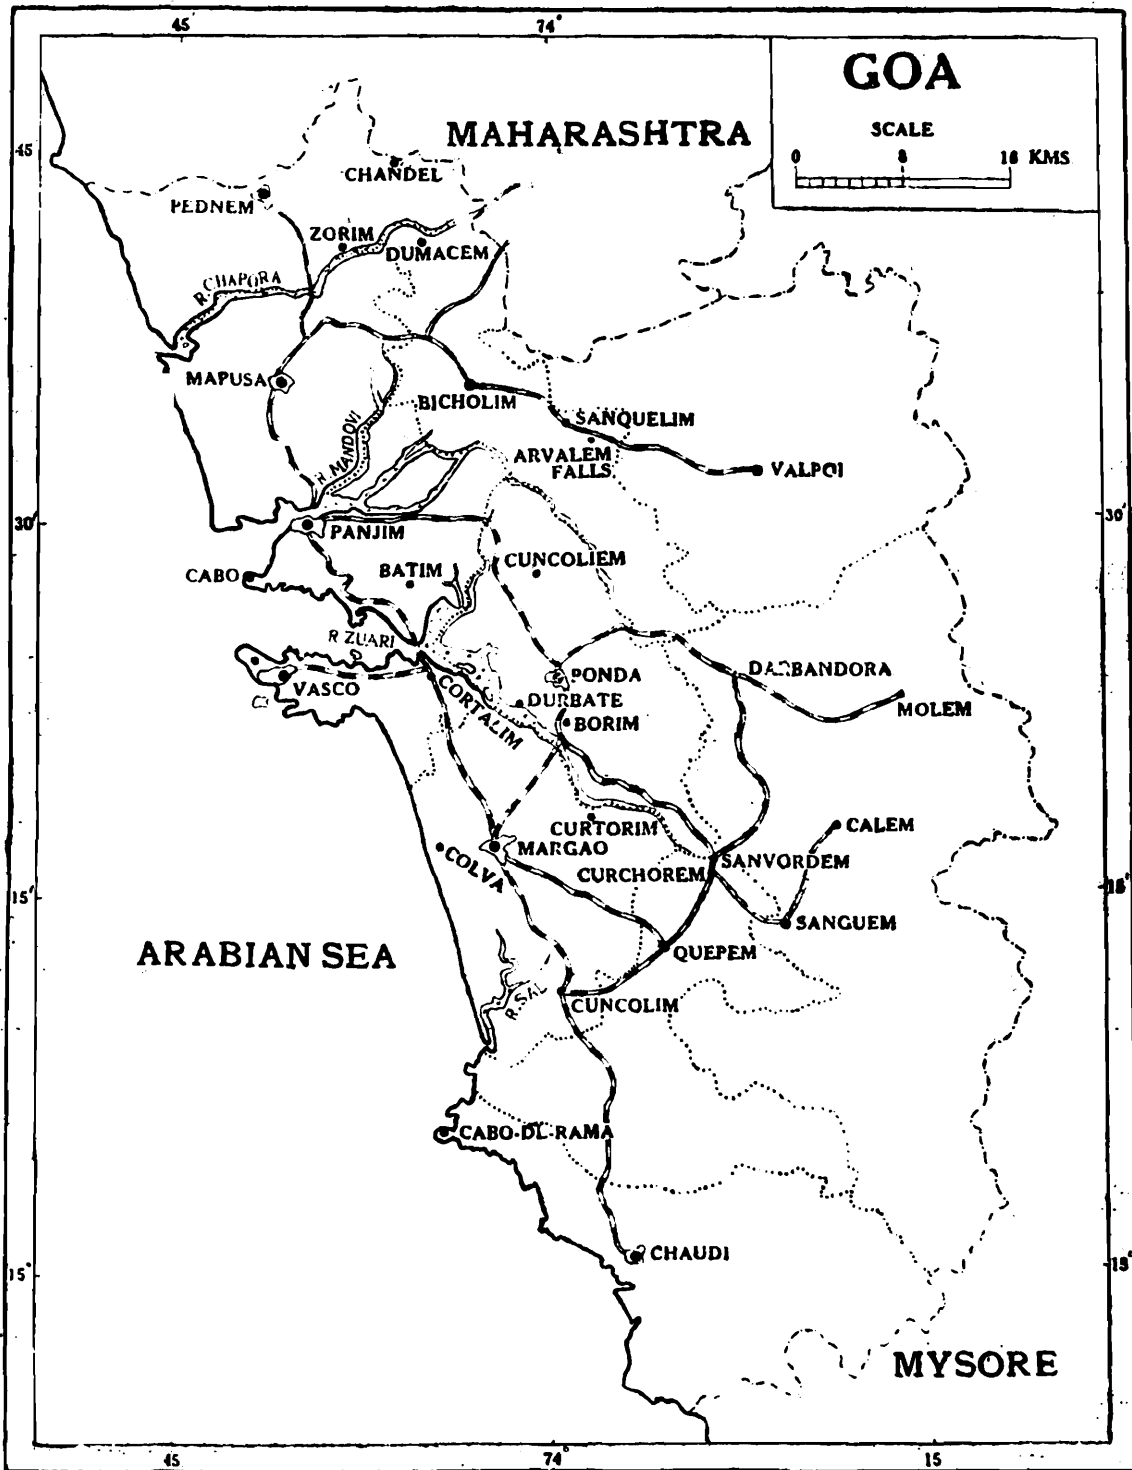 45'
74°
GOA
SCALE
0 8 16 KMS
MAHARASHTRA
45
CHANDEL
PEDNEM
ZORIM
DUMACEM
R. CHAPORA
MAPUSA
BICHOLIM
SANQUELIM
ARVALEM
FALLS
VALPOI
R. MANDOVI
30'
PANJIM
30'
CABO
BATIM
CUNCOLIEM
R ZUARI
VASCO
CORTALIM
PONDA
DARBANDORA
DURBATE
MOLEM
BORIM
CURTORIM
CALEM
MARGAO
COLVA
SANVORDEM
CURCHOREM
15'
15'
SANGUEM
ARABIAN SEA
QUEPEM
R. SAL
CUNCOLIM
CABO-DE-RAMA
CHAUDI
15°
15°
MYSORE
45
74°
15